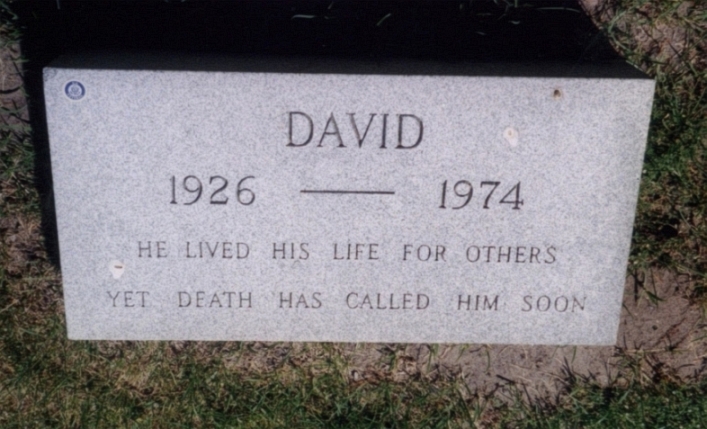 DAVID
1926 — 1974
HE LIVED HIS LIFE FOR OTHERS
YET DEATH HAS CALLED HIM SOON